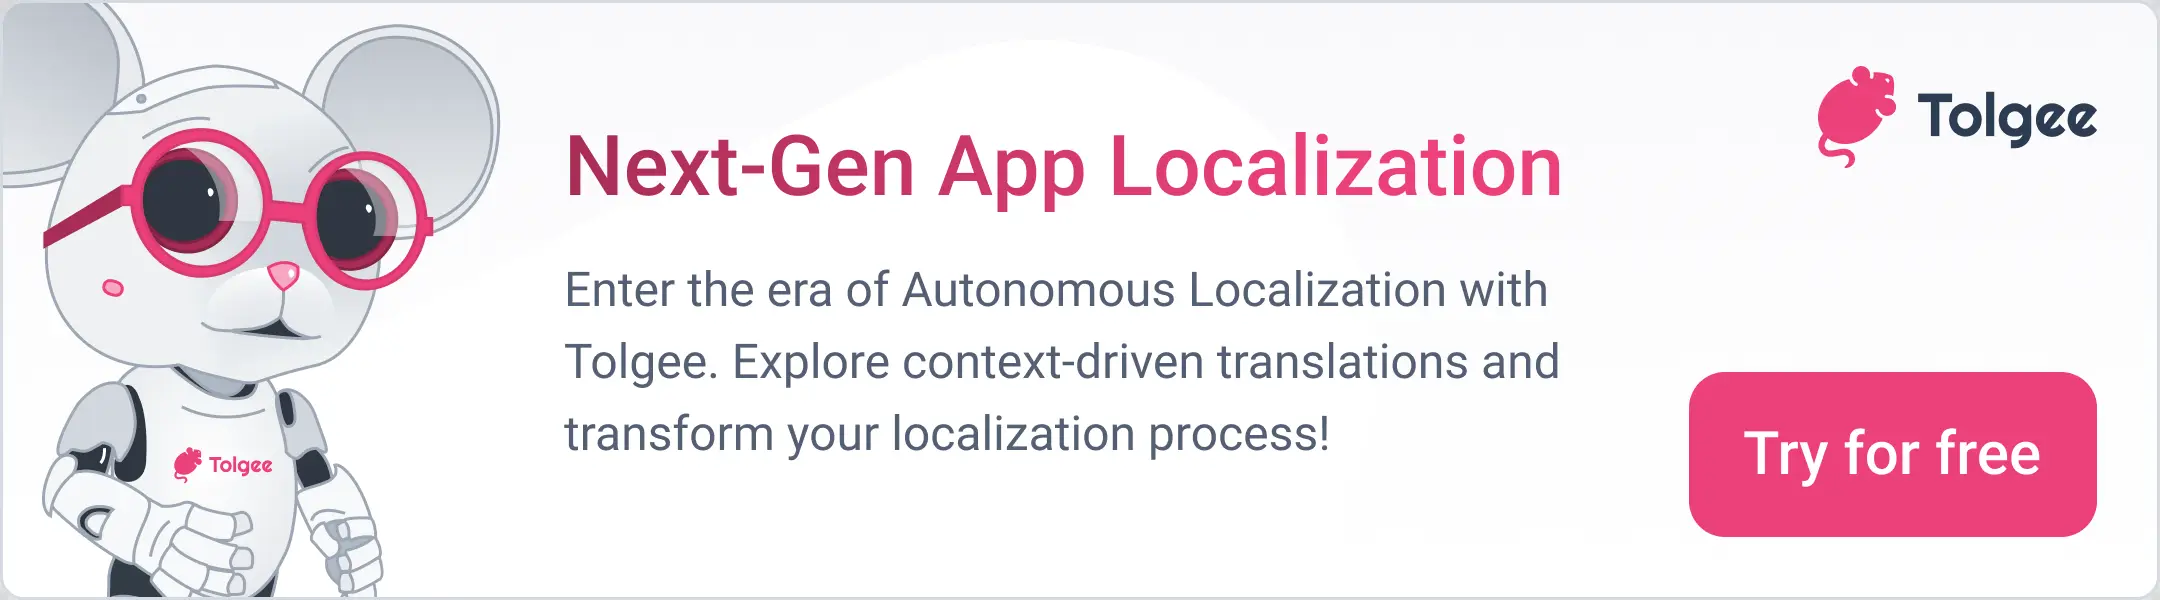 Next-Gen App Localization
Enter the era of Autonomous Localization with
Tolgee. Explore context-driven translations and
transform your localization process!
Tolgee
Try for free
Tolgee